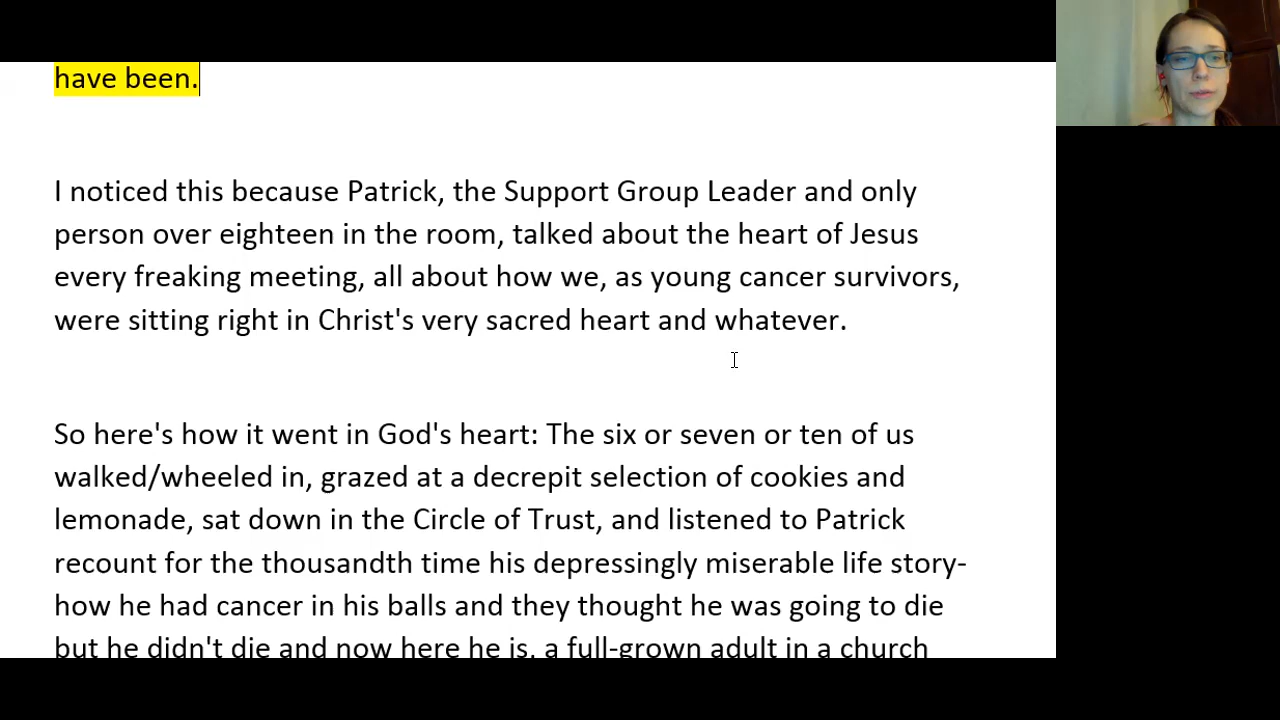 have been.
I noticed this because Patrick, the Support Group Leader and only
person over eighteen in the room, talked about the heart of Jesus
every freaking meeting, all about how we, as young cancer survivors,
were sitting right in Christ's very sacred heart and whatever.
So here's how it went in God's heart: The six or seven or ten of us
walked/wheeled in, grazed at a decrepit selection of cookies and
lemonade, sat down in the Circle of Trust, and listened to Patrick
recount for the thousandth time his depressingly miserable life story-
how he had cancer in his balls and they thought he was going to die
but he didn't die and now here he is, a full-grown adult in a church